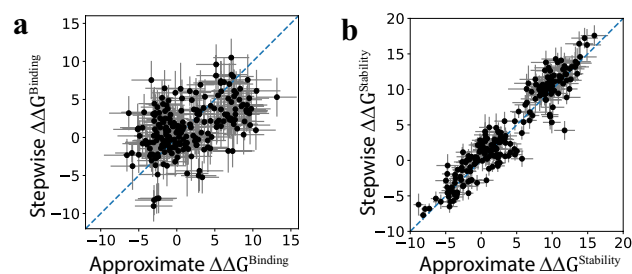 a
b
15
10
5
0
−5
−10
−10 −5 0 5 10 15
Stepwise ΔΔG^Binding
Approximate ΔΔG^Binding
20
15
10
5
0
−5
−10
−10 −5 0 5 10 15 20
Stepwise ΔΔG^Stability
Approximate ΔΔG^Stability